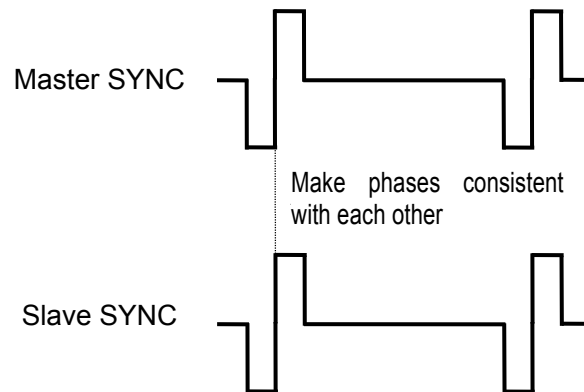 Master SYNC
Make phases consistent
with each other
Slave SYNC